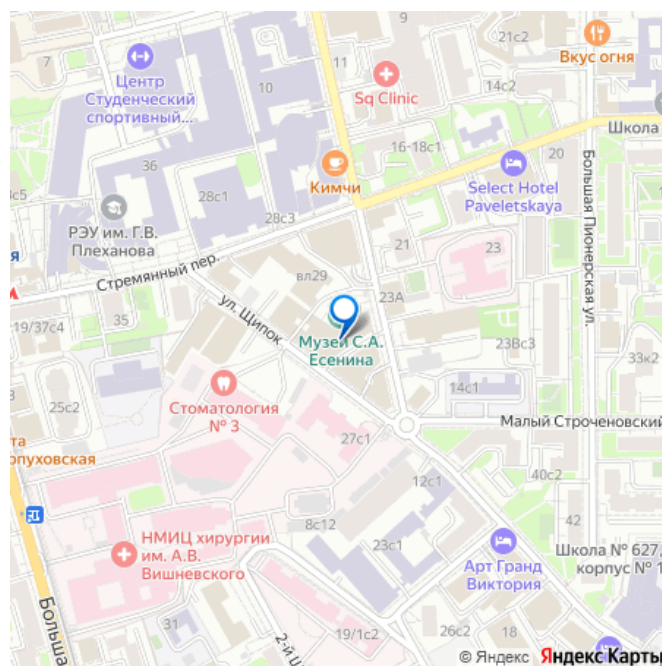 9
21с2
Вкус огня
Центр
Студенческий
спортивный...
11
10
Sq Clinic
14с2
Школа
16-18с1
20
36
Кимчи
Select Hotel
Paveletskaya
28с1
28с3
РЭУ им. Г.В.
Плеханова
21
23
Большая Пионерская ул.
Стремянный пер.
вл29
23А
19/37с4
35
ул. Щипок
Музей С.А.
Есенина
23Вс3
33к2
14с1
25с2
Стоматология
№ 3
Малый Строченовский
27с1
40с2
12с1
8с12
42
НМИЦ хирургии
им. А.В.
Вишневского
23с1
Арт Гранд
Виктория
Школа № 627,
корпус № 1
31
19/1с2
26с2
18
© Яндекс Яндекс Карты